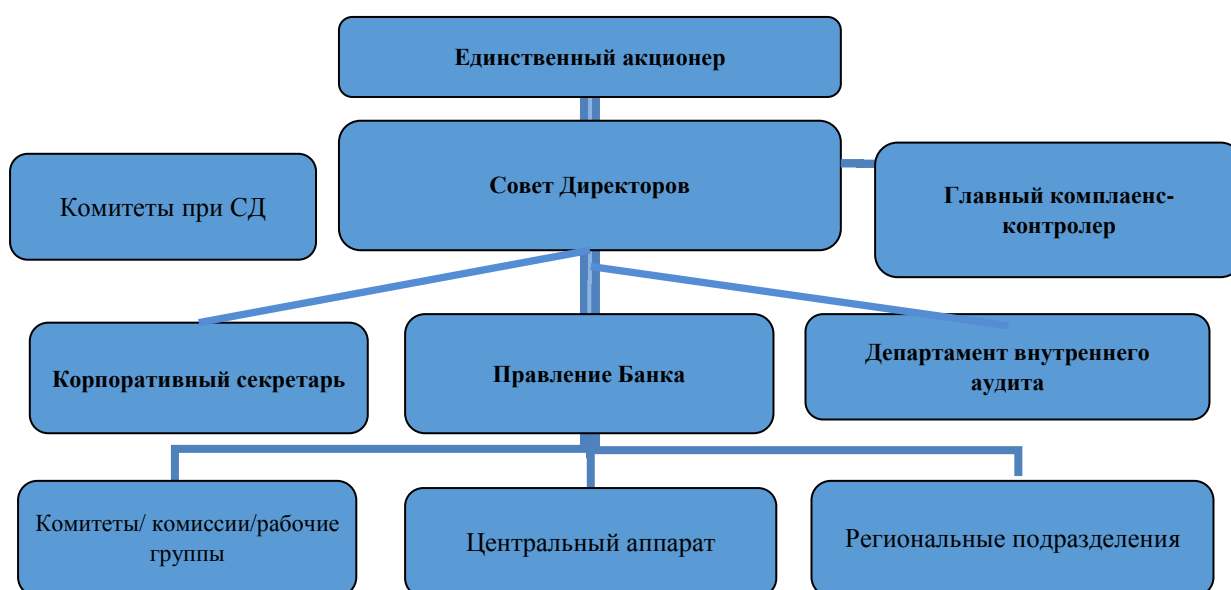 Единственный акционер
Совет Директоров
Комитеты при СД
Главный комплаенс-
контролер
Корпоративный секретарь
Правление Банка
Департамент внутреннего
аудита
Комитеты/ комиссии/рабочие
группы
Центральный аппарат
Региональные подразделения